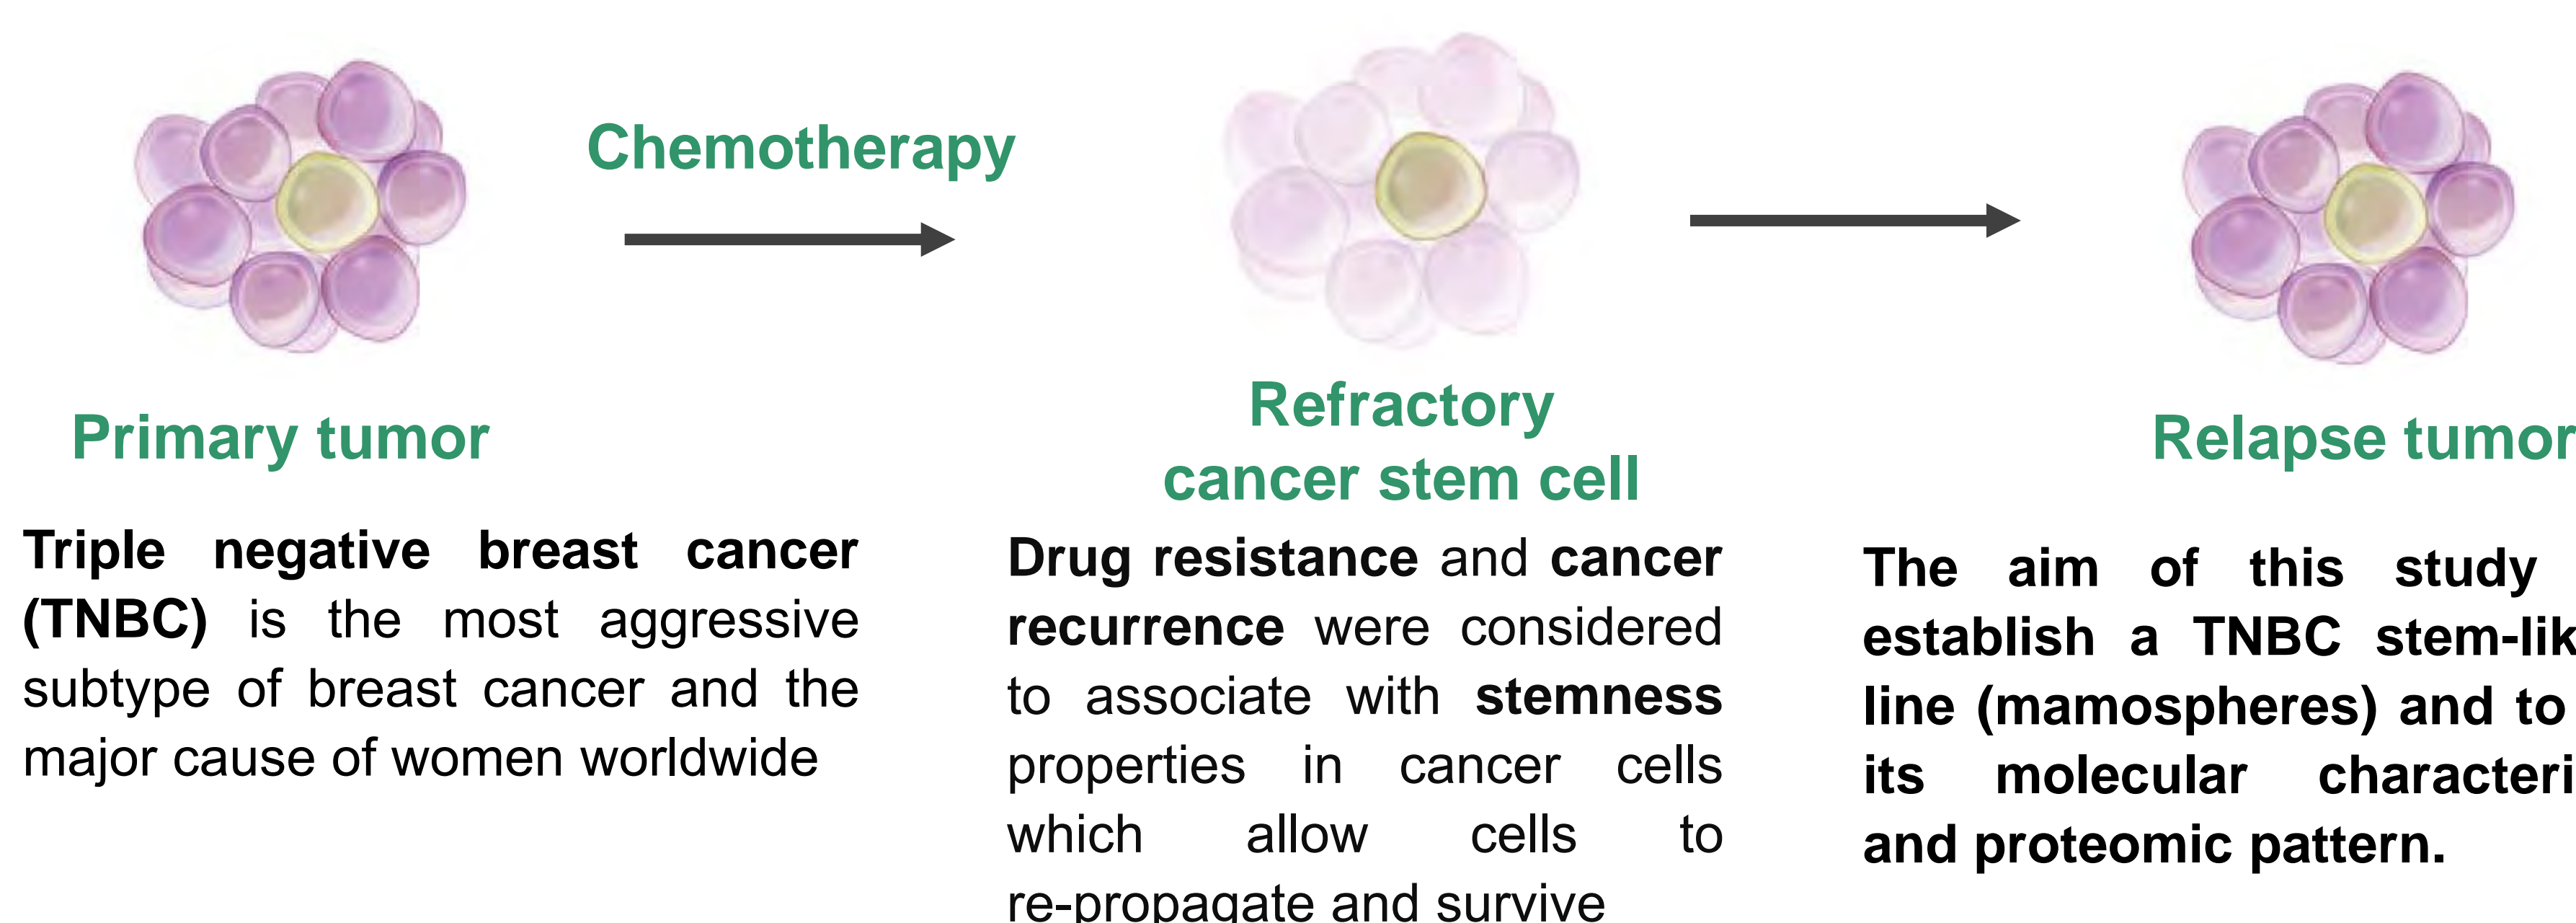 Chemotherapy
Primary tumor
Refractory
cancer stem cell
Relapse tumor
Triple negative breast cancer
(TNBC) is the most aggressive
subtype of breast cancer and the
major cause of women worldwide
Drug resistance and cancer
recurrence were considered
to associate with stemness
properties in cancer cells
which allow cells to
re-propagate and survive
The aim of this study
establish a TNBC stem-lik
line (mamospheres) and to
its molecular characteri
and proteomic pattern.